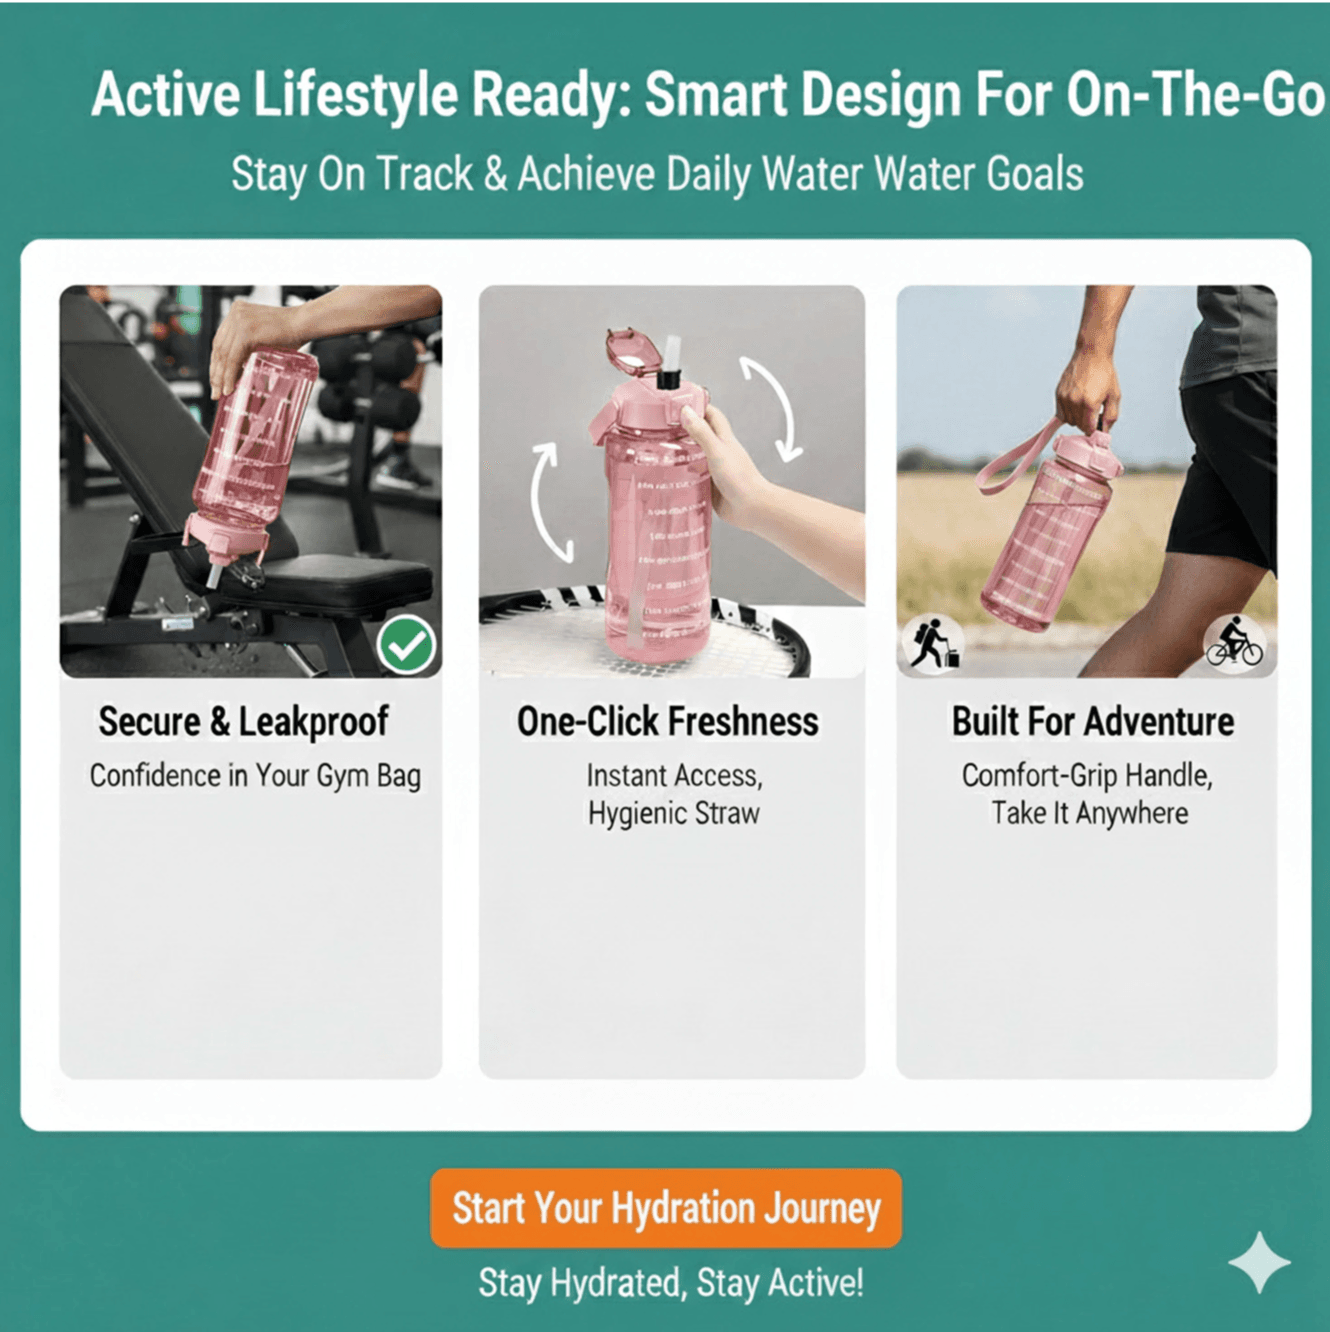 Active Lifestyle Ready: Smart Design For On-The-Go
Stay On Track & Achieve Daily Water Water Goals
Secure & Leakproof
Confidence in Your Gym Bag
One-Click Freshness
Instant Access,
Hygienic Straw
Built For Adventure
Comfort-Grip Handle,
Take It Anywhere
Start Your Hydration Journey
Stay Hydrated, Stay Active!